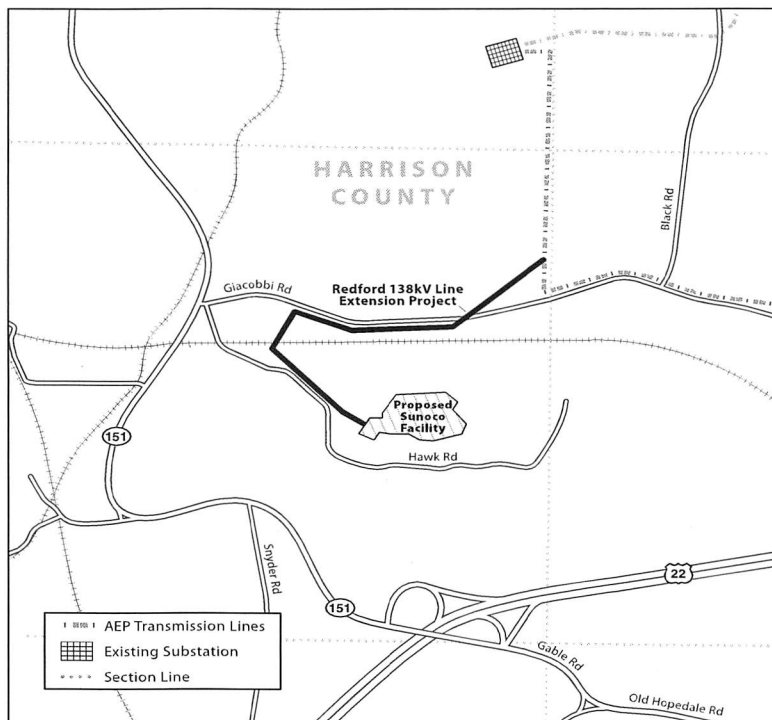 HARRISON
COUNTY
Black Rd
Giacobbi Rd
Redford 138kV Line
Extension Project
Proposed
Sunoco
Facility
151
Hawk Rd
Snyder Rd
22
151
Gable Rd
Old Hopedale Rd
AEP Transmission Lines
Existing Substation
Section Line